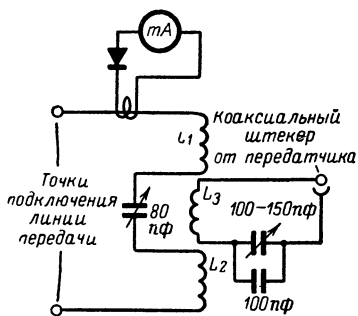 mA
Коаксиальный
штекер
от передатчика
L1
Точки
подключения
линии
передачи
80
пф
L3
100-150пф
L2
100пф